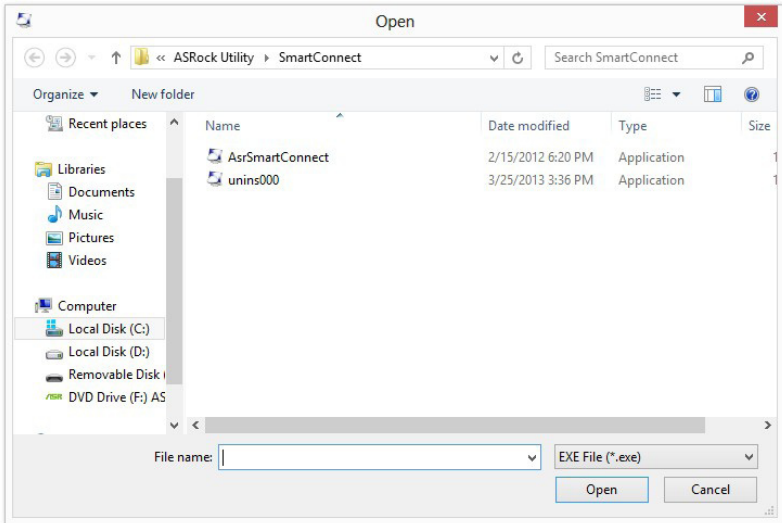 Open
« ASRock Utility SmartConnect
Search SmartConnect
Organize New folder
Recent places
Libraries
Documents
Music
Pictures
Videos
Computer
Local Disk (C:)
Local Disk (D:)
Removable Disk (
DVD Drive (F:) AS
Name Date modified Type Size
AsrSmartConnect 2/15/2012 6:20 PM Application 1
unins000 3/25/2013 3:36 PM Application 1
File name: EXE File (*.exe)
Open Cancel